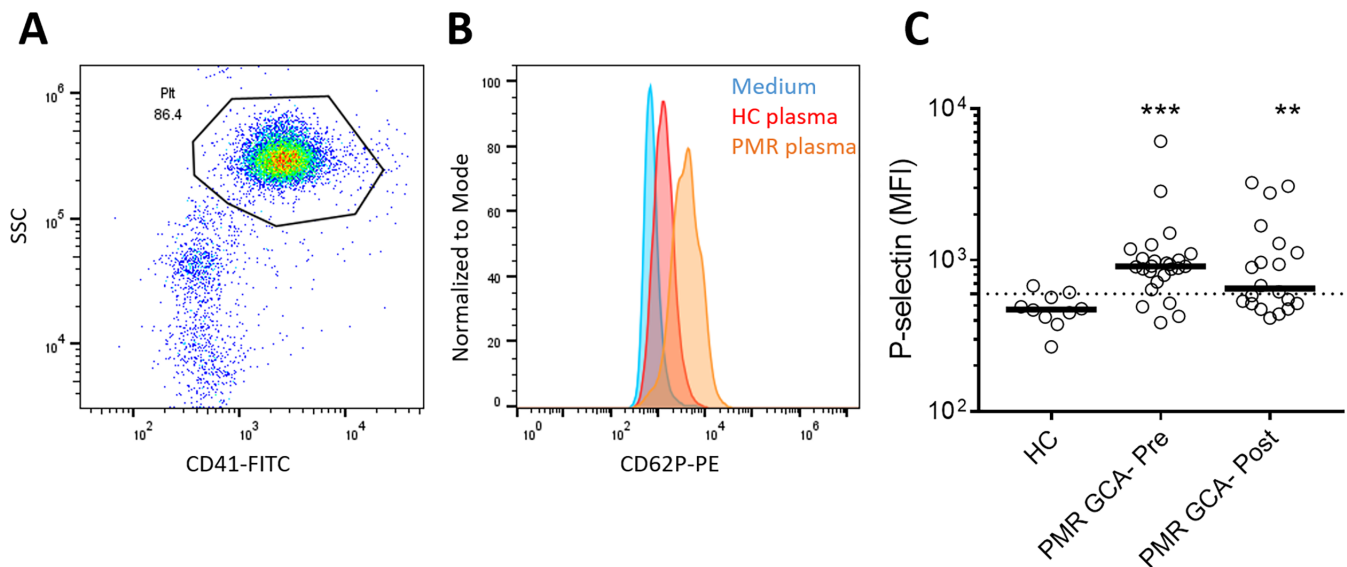 A
SSC
10^6
10^5
10^4
Plt
86.4
10^2
10^3
10^4
CD41-FITC
B
Normalized to Mode
100
80
60
40
20
0
Medium
HC plasma
PMR plasma
10^0
10^2
10^4
10^6
CD62P-PE
C
P-selectin (MFI)
10^4
10^3
10^2
***
**
HC
PMR GCA- Pre
PMR GCA- Post